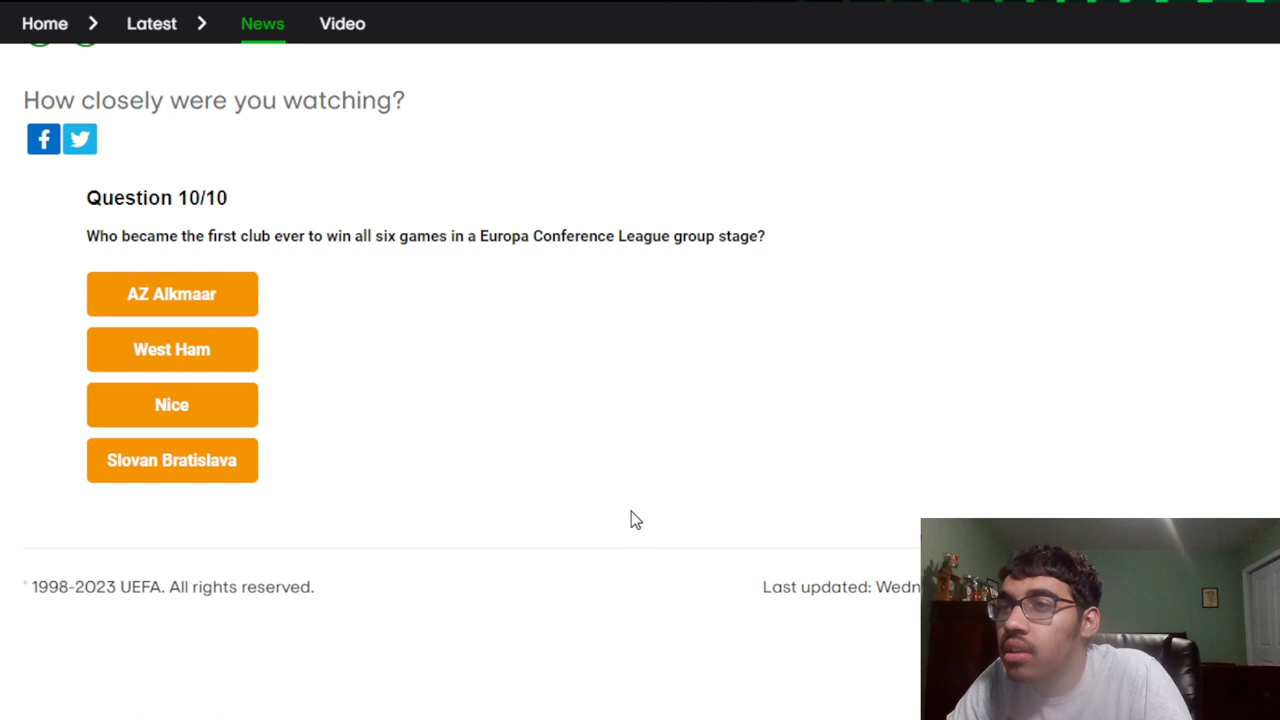 Home Latest News Video
How closely were you watching?
Question 10/10
Who became the first club ever to win all six games in a Europa Conference League group stage?
AZ Alkmaar
West Ham
Nice
Slovan Bratislava
1998-2023 UEFA. All rights reserved.
Last updated: Wedn